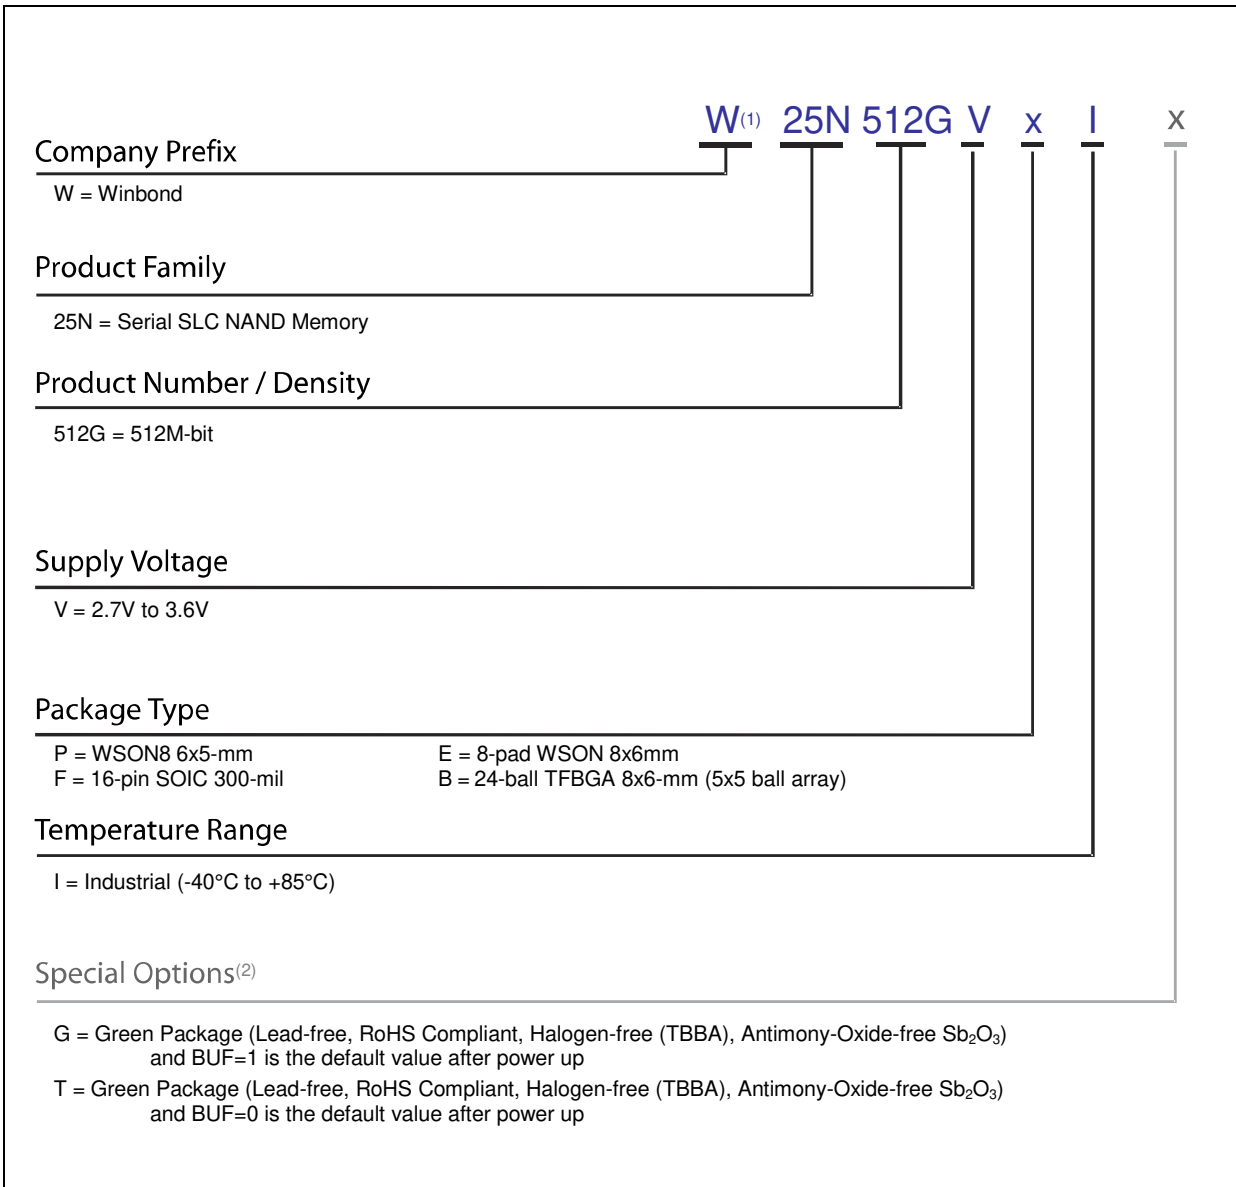 W(1) 25N 512G V x I x
Company Prefix
W = Winbond
Product Family
25N = Serial SLC NAND Memory
Product Number / Density
512G = 512M-bit
Supply Voltage
V = 2.7V to 3.6V
Package Type
P = WSON8 6x5-mm E = 8-pad WSON 8x6mm
F = 16-pin SOIC 300-mil B = 24-ball TFBGA 8x6-mm (5x5 ball array)
Temperature Range
I = Industrial (-40°C to +85°C)
Special Options(2)
G = Green Package (Lead-free, RoHS Compliant, Halogen-free (TBBA), Antimony-Oxide-free Sb₂O₃)
and BUF=1 is the default value after power up
T = Green Package (Lead-free, RoHS Compliant, Halogen-free (TBBA), Antimony-Oxide-free Sb₂O₃)
and BUF=0 is the default value after power up